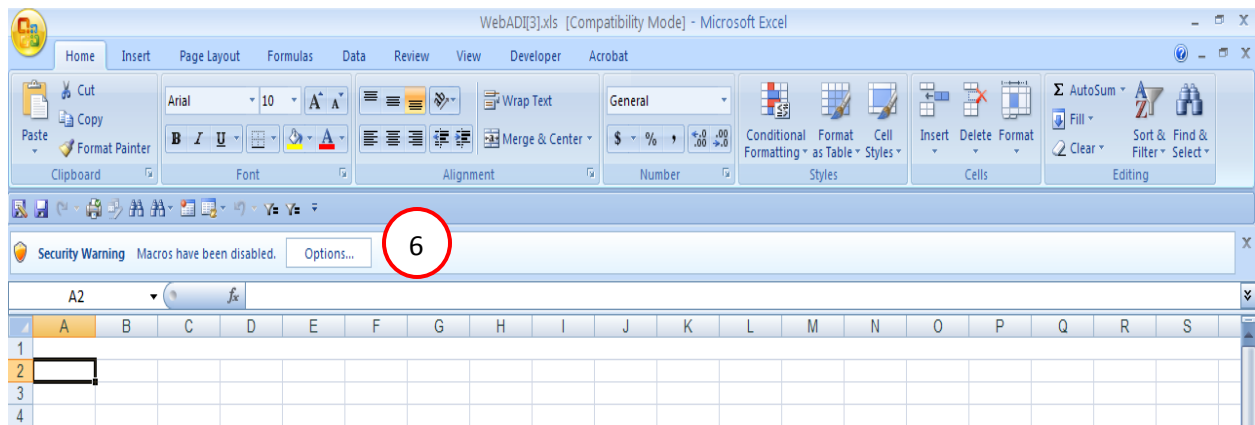 WebADI[3].xls [Compatibility Mode] - Microsoft Excel
Home Insert Page Layout Formulas Data Review View Developer Acrobat
Paste
Cut
Copy
Format Painter
Clipboard
Arial 10
B I U
Font
Wrap Text
Merge & Center
Alignment
General
$ % ,
Number
Conditional Formatting
Format as Table
Cell Styles
Styles
Insert Delete Format
Cells
Σ AutoSum
Fill
Clear
Sort & Filter
Find & Select
Editing
Security Warning Macros have been disabled. Options...
6
A2 fx
A B C D E F G H I J K L M N O P Q R S
1
2
3
4